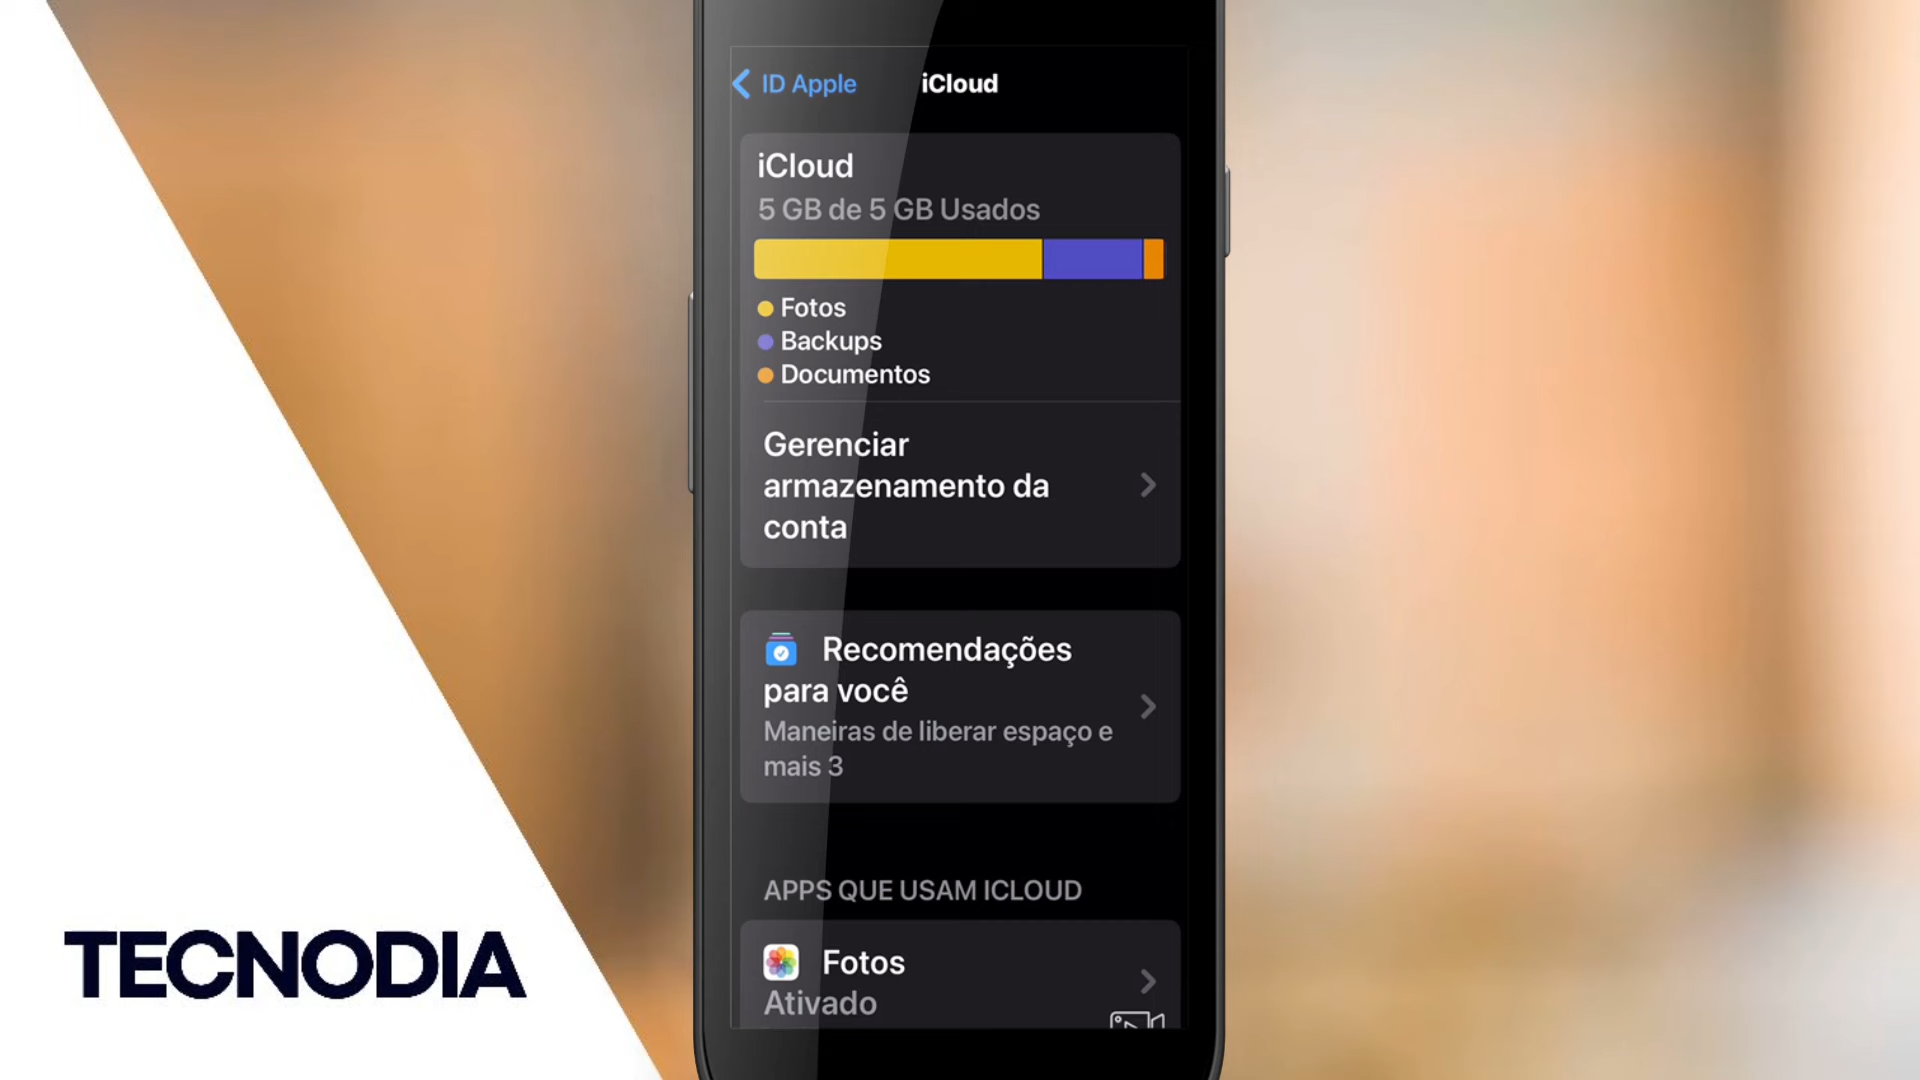 ID Apple
iCloud
iCloud
5 GB de 5 GB Usados
Fotos
Backups
Documentos
Gerenciar
armazenamento da
conta
Recomendações
para você
Maneiras de liberar espaço e
mais 3
APPS QUE USAM ICLOUD
Fotos
Ativado
TECNODIA